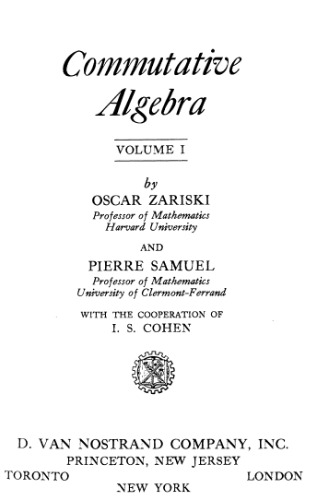 Commutative
Algebra
VOLUME I
by
OSCAR ZARISKI
Professor of Mathematics
Harvard University
AND
PIERRE SAMUEL
Professor of Mathematics
University of Clermont-Ferrand
WITH THE COOPERATION OF
I. S. COHEN
D. VAN NOSTRAND COMPANY, INC.
PRINCETON, NEW JERSEY
TORONTO LONDON
NEW YORK